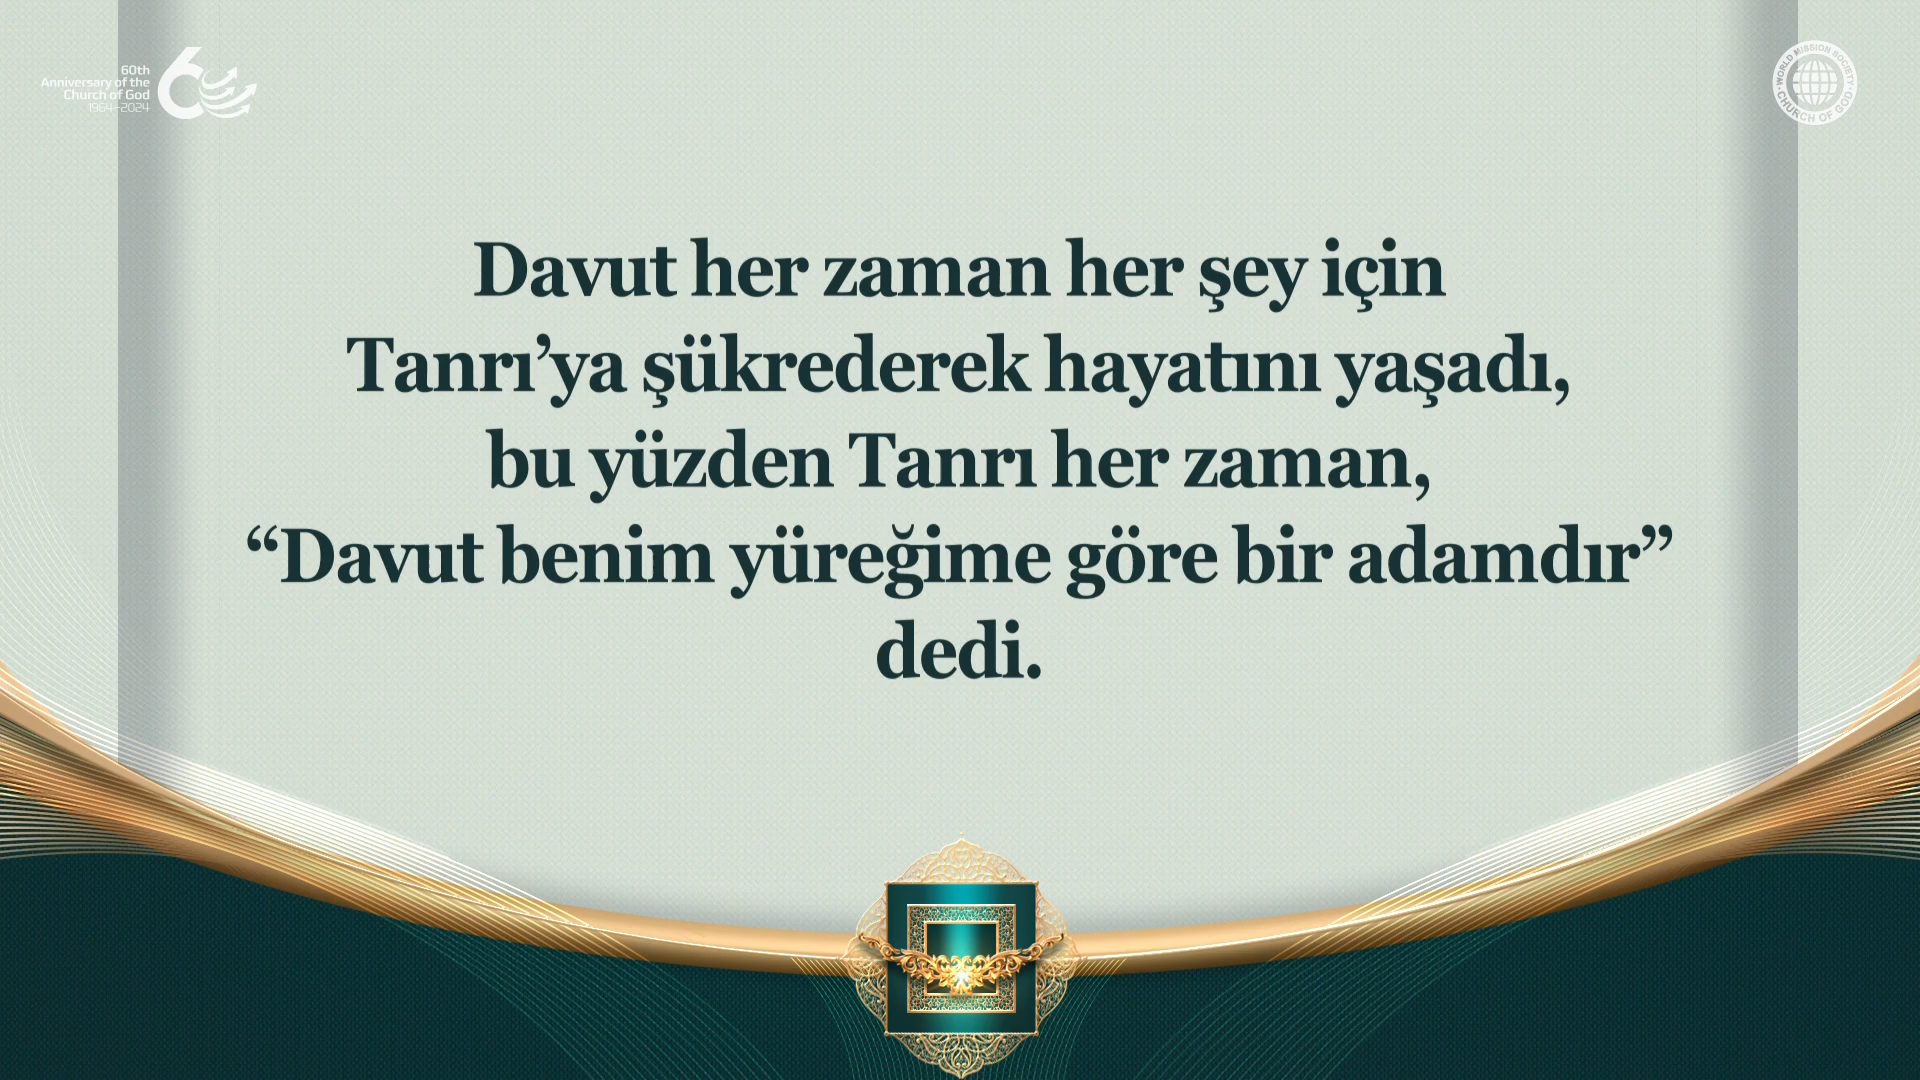 60th
Anniversary of the
Church of God
1964–2024
WORLD MISSION SOCIETY
CHURCH OF GOD
Davut her zaman her şey için
Tanrı’ya şükrederek hayatını yaşadı,
bu yüzden Tanrı her zaman,
“Davut benim yüreğime göre bir adamdır”
dedi.